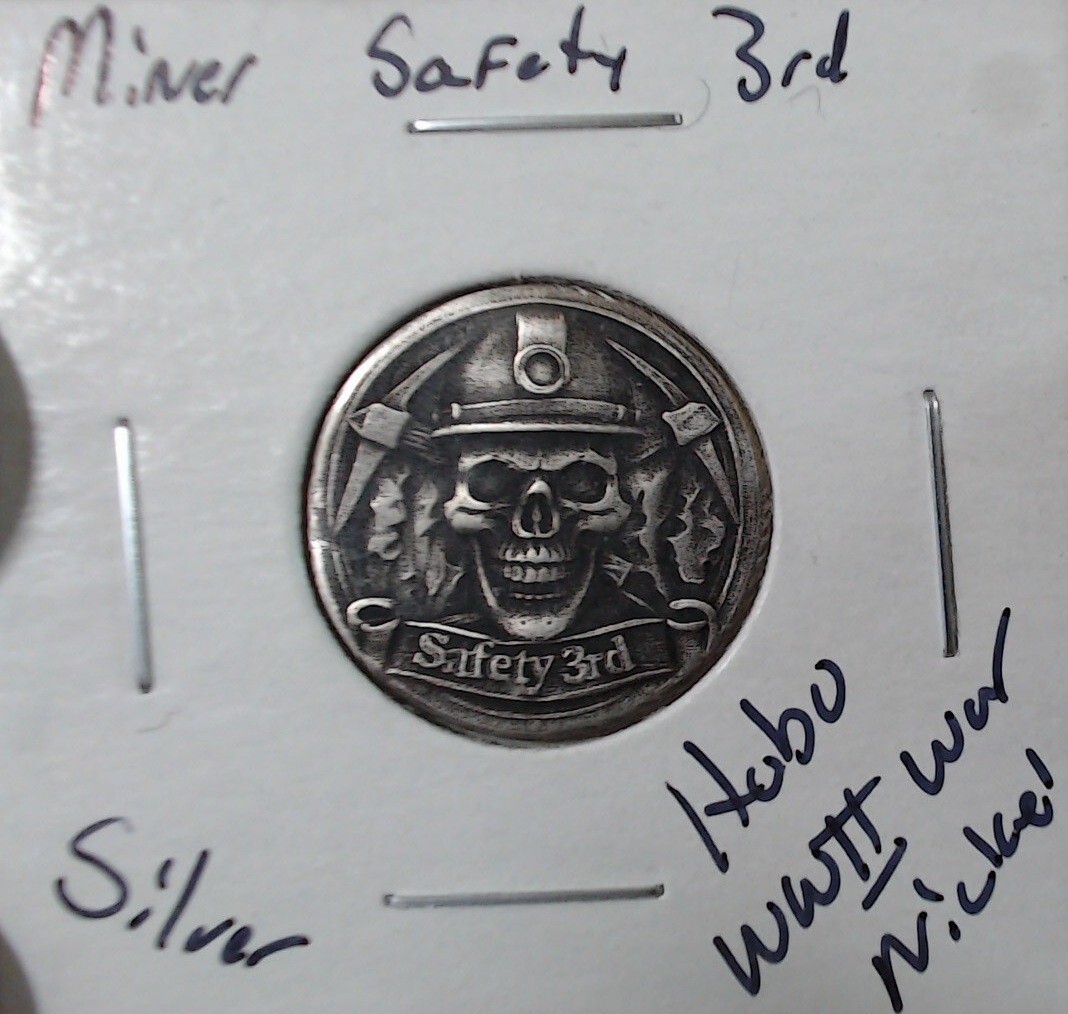 Miner Safety 3rd
Safety 3rd
Silver
Hobo
WWII War
Nickel